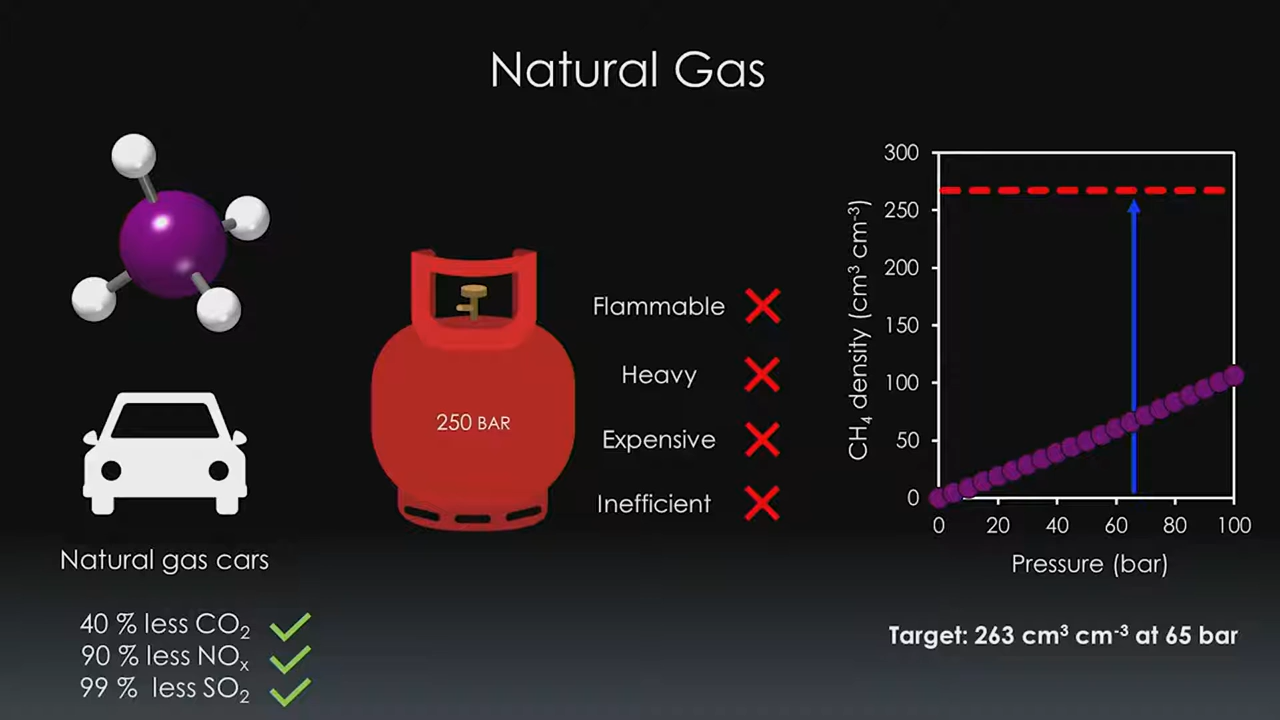 Natural Gas
Natural gas cars
40 % less CO₂
90 % less NOₓ
99 % less SO₂
250 BAR
Flammable
Heavy
Expensive
Inefficient
CH₄ density (cm³ cm⁻³)
300
250
200
150
100
50
0
0 20 40 60 80 100
Pressure (bar)
Target: 263 cm³ cm⁻³ at 65 bar